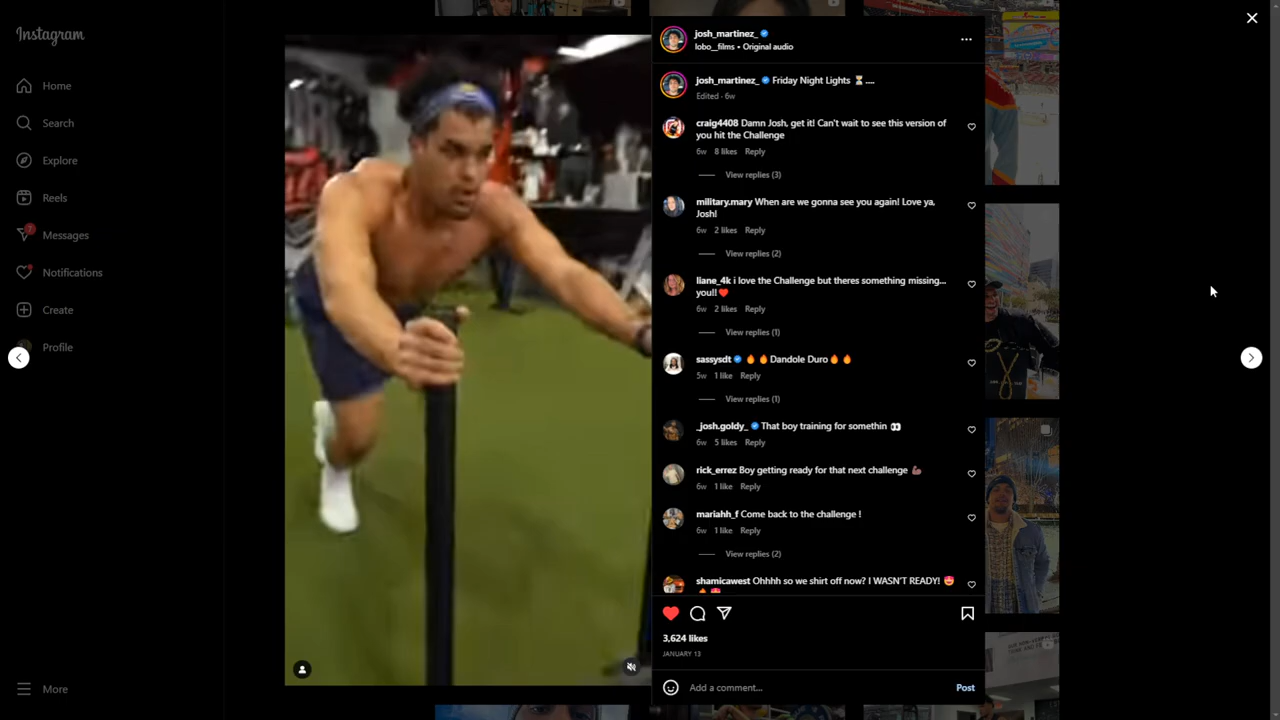 Instagram
Home
Search
Explore
Reels
7
Messages
Notifications
Create
Profile
More
josh_martinez_
lobo__films • Original audio
josh_martinez_ Friday Night Lights ⏳ ....
Edited · 6w
craig4408 Damn Josh, get it! Can't wait to see this version of
you hit the Challenge
6w 8 likes Reply
View replies (3)
military.mary When are we gonna see you again! Love ya,
Josh!
6w 2 likes Reply
View replies (2)
liane_4k i love the Challenge but theres something missing...
you!!❤️
6w 2 likes Reply
View replies (1)
sassysdt 🔥🔥Dandole Duro🔥🔥
5w 1 like Reply
View replies (1)
_josh.goldy_ That boy training for somethin 👀
6w 5 likes Reply
rick_errez Boy getting ready for that next challenge 💪🏾
6w 1 like Reply
mariahh_f Come back to the challenge !
6w 1 like Reply
View replies (2)
shamicawest Ohhhh so we shirt off now? I WASN'T READY! 😍
🔥😍
3,624 likes
JANUARY 13
Add a comment...
Post